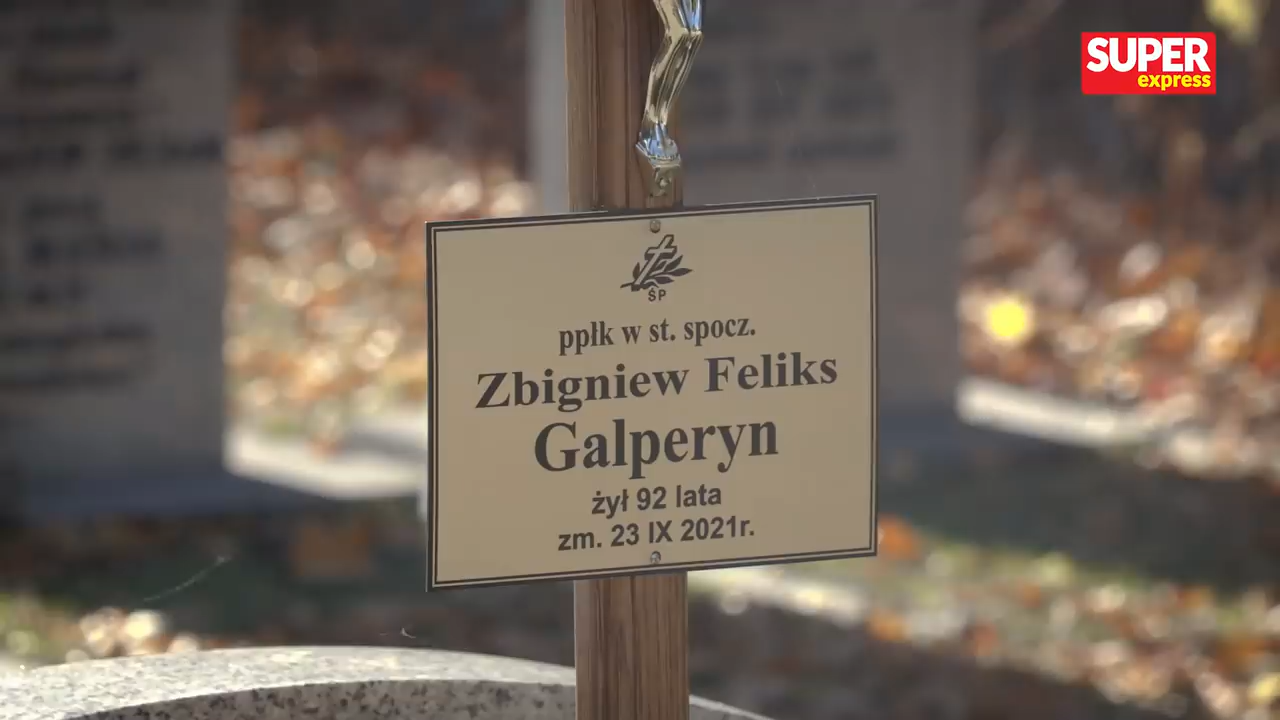 SUPER
express
ŚP
ppłk w st. spocz.
Zbigniew Feliks
Galperyn
żył 92 lata
zm. 23 IX 2021r.